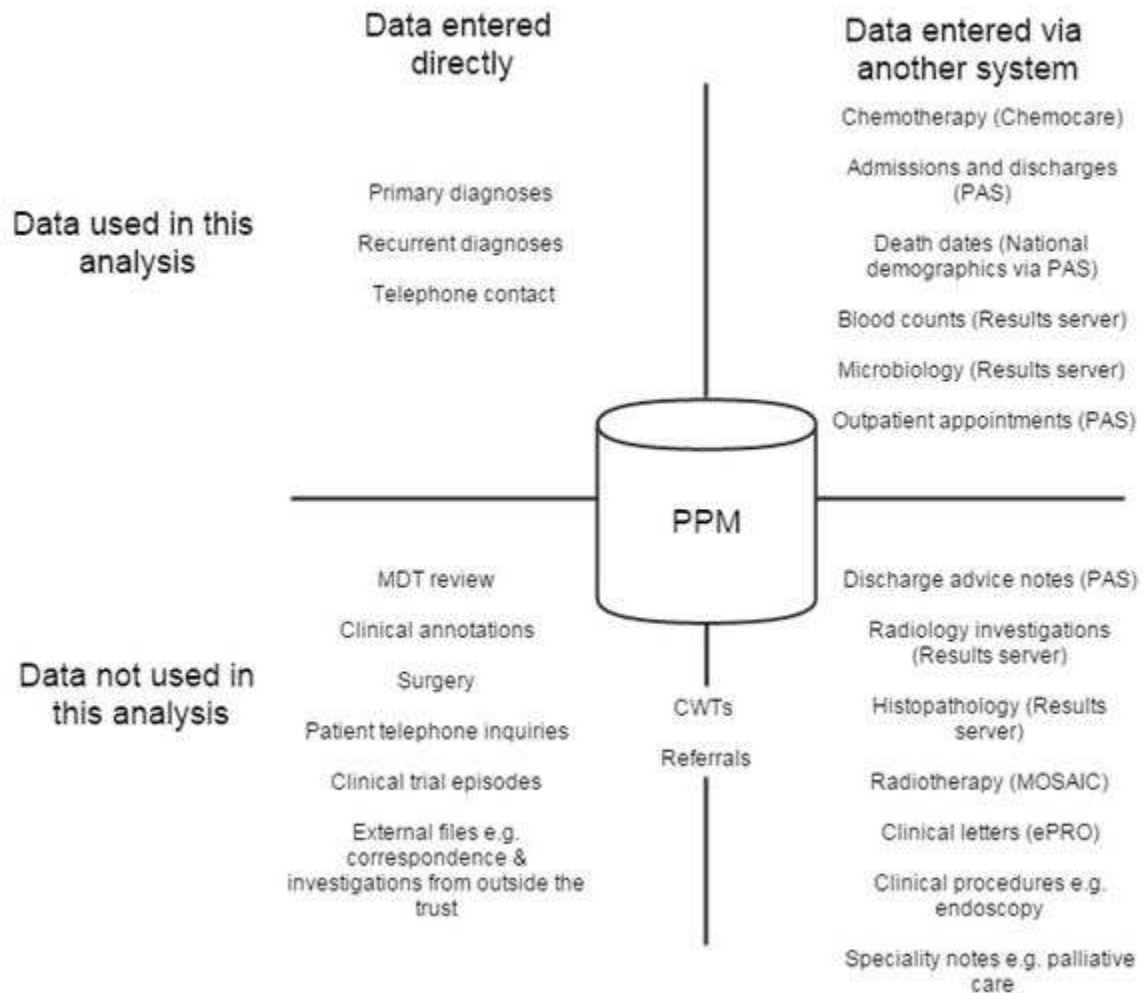 Data entered
directly
Data entered via
another system
Data used in this
analysis
Primary diagnoses
Recurrent diagnoses
Telephone contact
Chemotherapy (Chemocare)
Admissions and discharges
(PAS)
Death dates (National
demographics via PAS)
Blood counts (Results server)
Microbiology (Results server)
Outpatient appointments (PAS)
PPM
Data not used in
this analysis
MDT review
Clinical annotations
Surgery
Patient telephone inquiries
Clinical trial episodes
External files e.g.
correspondence &
investigations from outside the
trust
CWTs
Referrals
Discharge advice notes (PAS)
Radiology investigations
(Results server)
Histopathology (Results
server)
Radiotherapy (MOSAIC)
Clinical letters (ePRO)
Clinical procedures e.g.
endoscopy
Speciality notes e.g. palliative
care